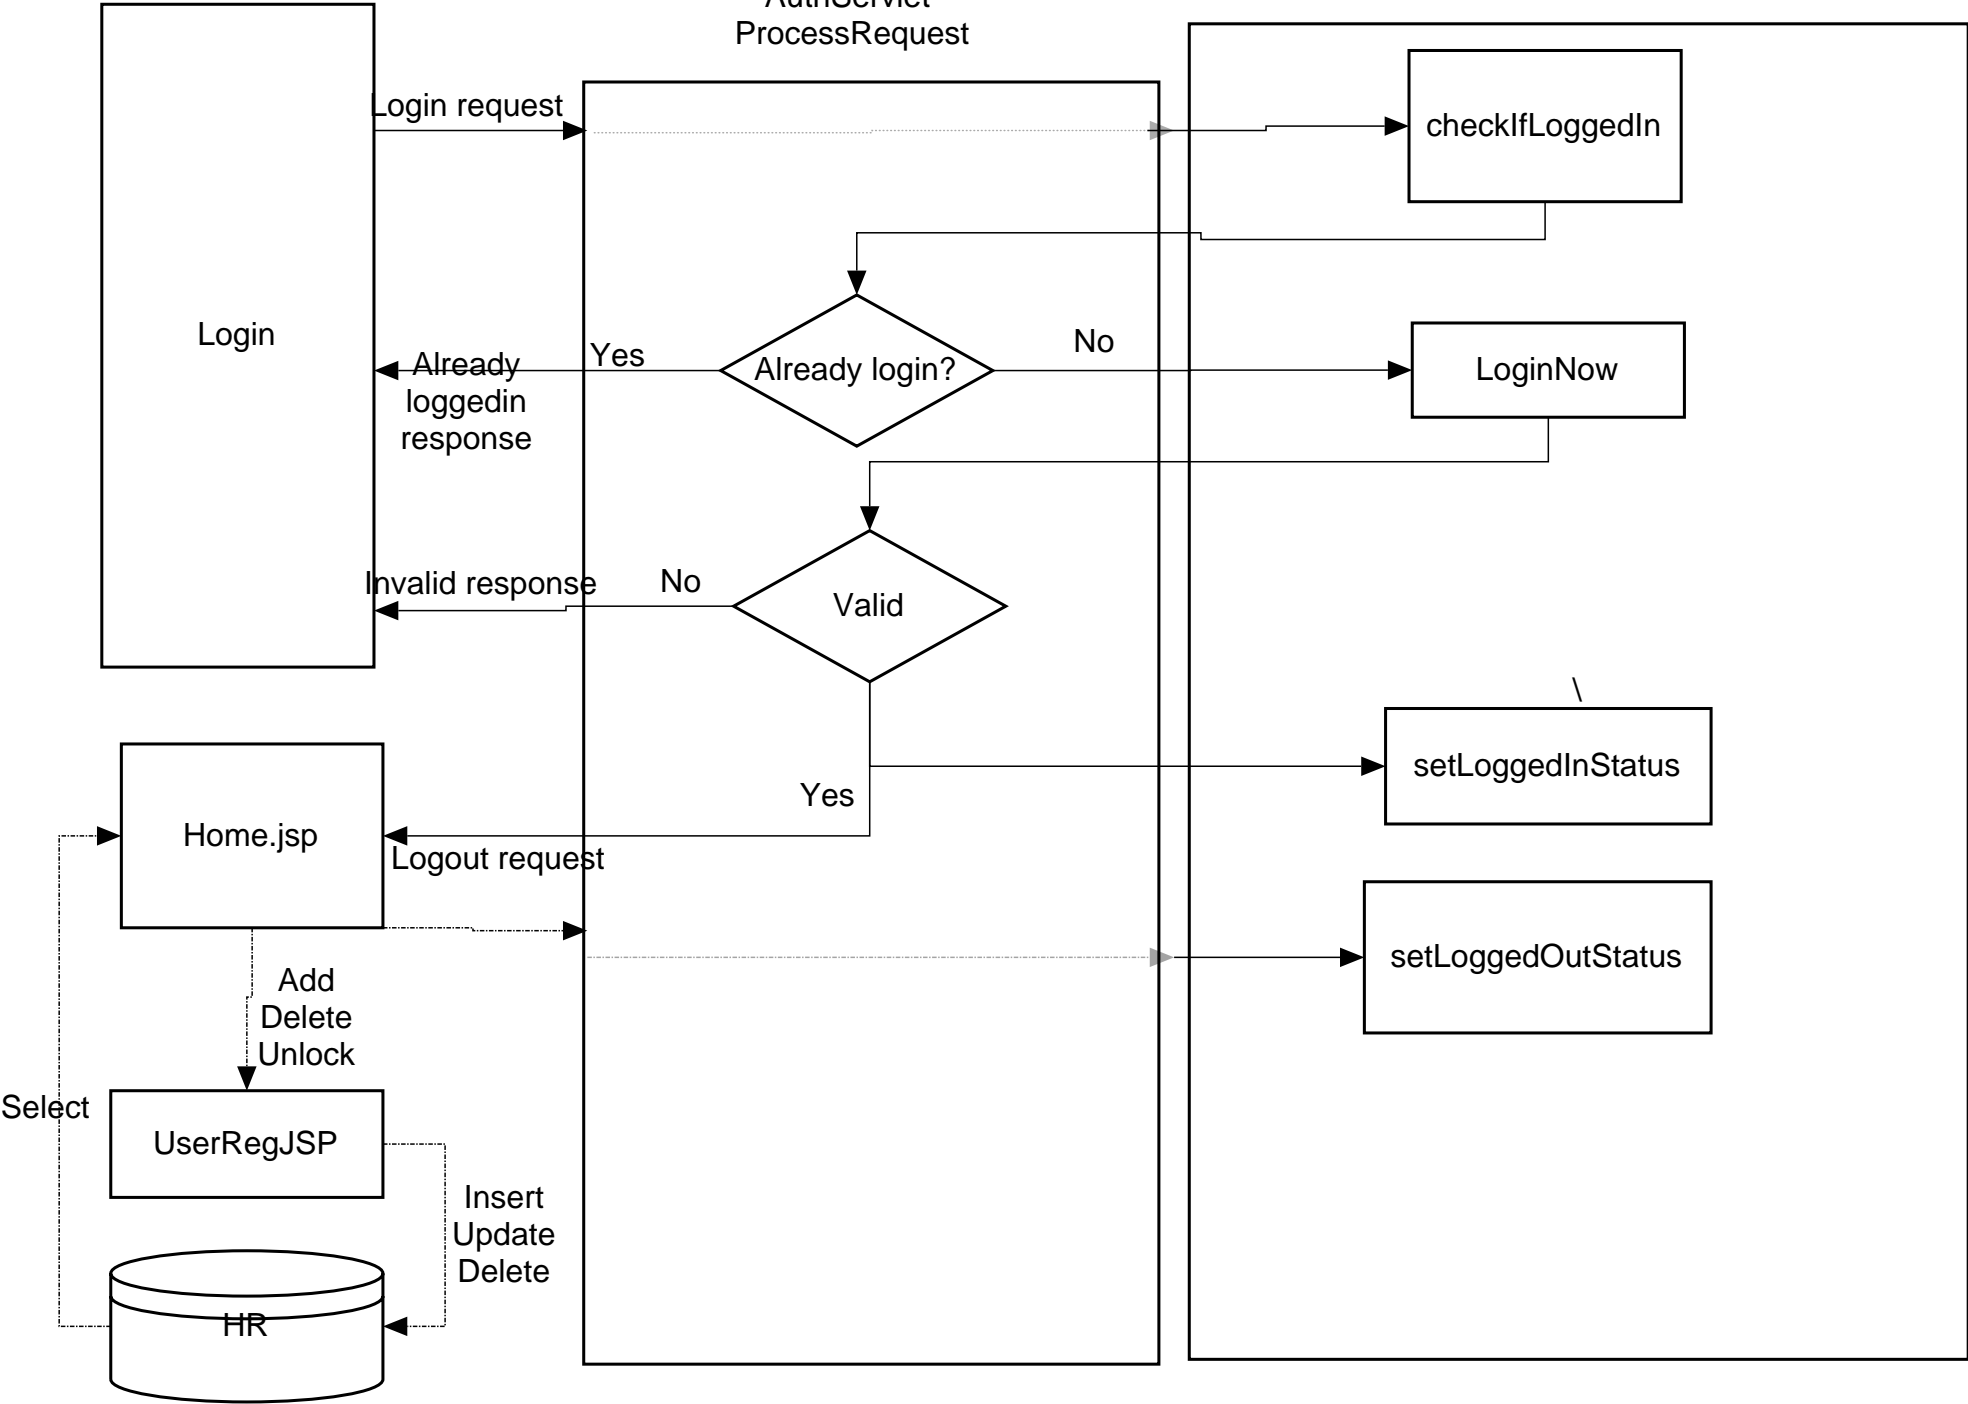 AuthServlet
ProcessRequest
Login request
checkIfLoggedIn
Login
Already
loggedin
response
Yes
Already login?
No
LoginNow
Invalid response
No
Valid
\
setLoggedInStatus
Yes
Home.jsp
Logout request
setLoggedOutStatus
Add
Delete
Unlock
Select
UserRegJSP
Insert
Update
Delete
HR